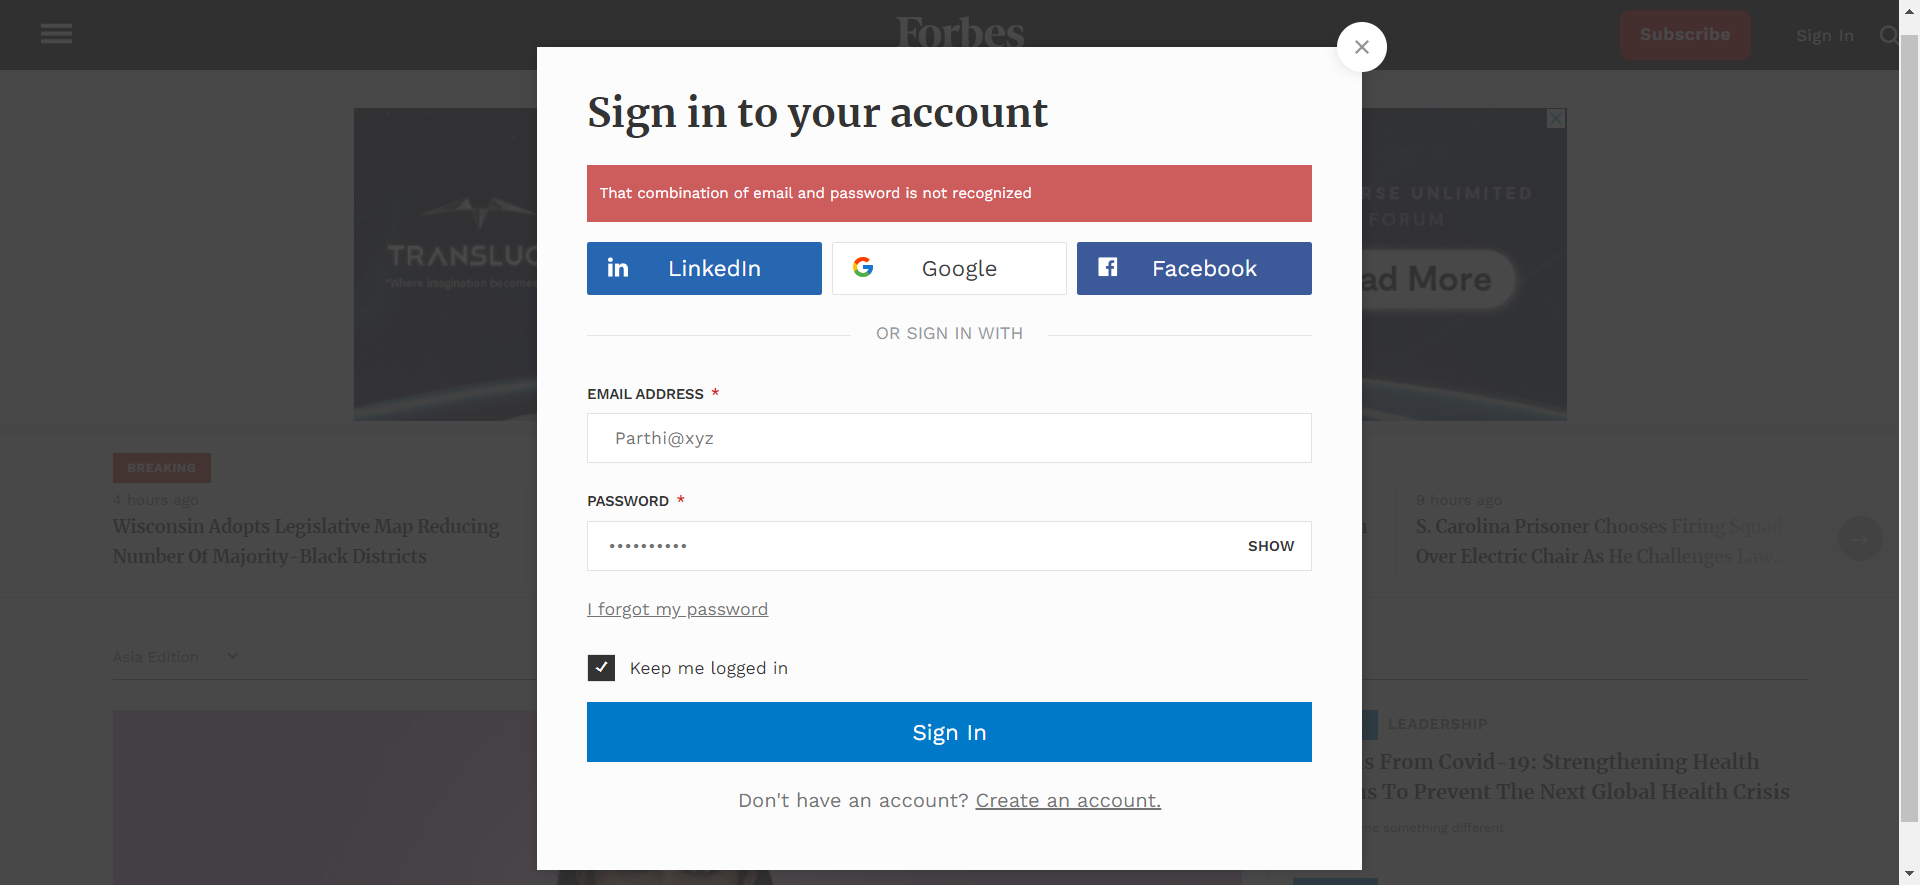 Forbes
Subscribe
Sign In
Sign in to your account
That combination of email and password is not recognized
LinkedIn
Google
Facebook
OR SIGN IN WITH
EMAIL ADDRESS *
Parthi@xyz
PASSWORD *
••••••••••
SHOW
I forgot my password
Keep me logged in
Sign In
Don't have an account? Create an account.
TRANSLUC
"Where imagination becomes
RSE UNLIMITED
FORUM
ad More
BREAKING
4 hours ago
Wisconsin Adopts Legislative Map Reducing
Number Of Majority-Black Districts
9 hours ago
S. Carolina Prisoner Chooses Firing Squad
Over Electric Chair As He Challenges Law...
Asia Edition
LEADERSHIP
s From Covid-19: Strengthening Health
s To Prevent The Next Global Health Crisis
me something different